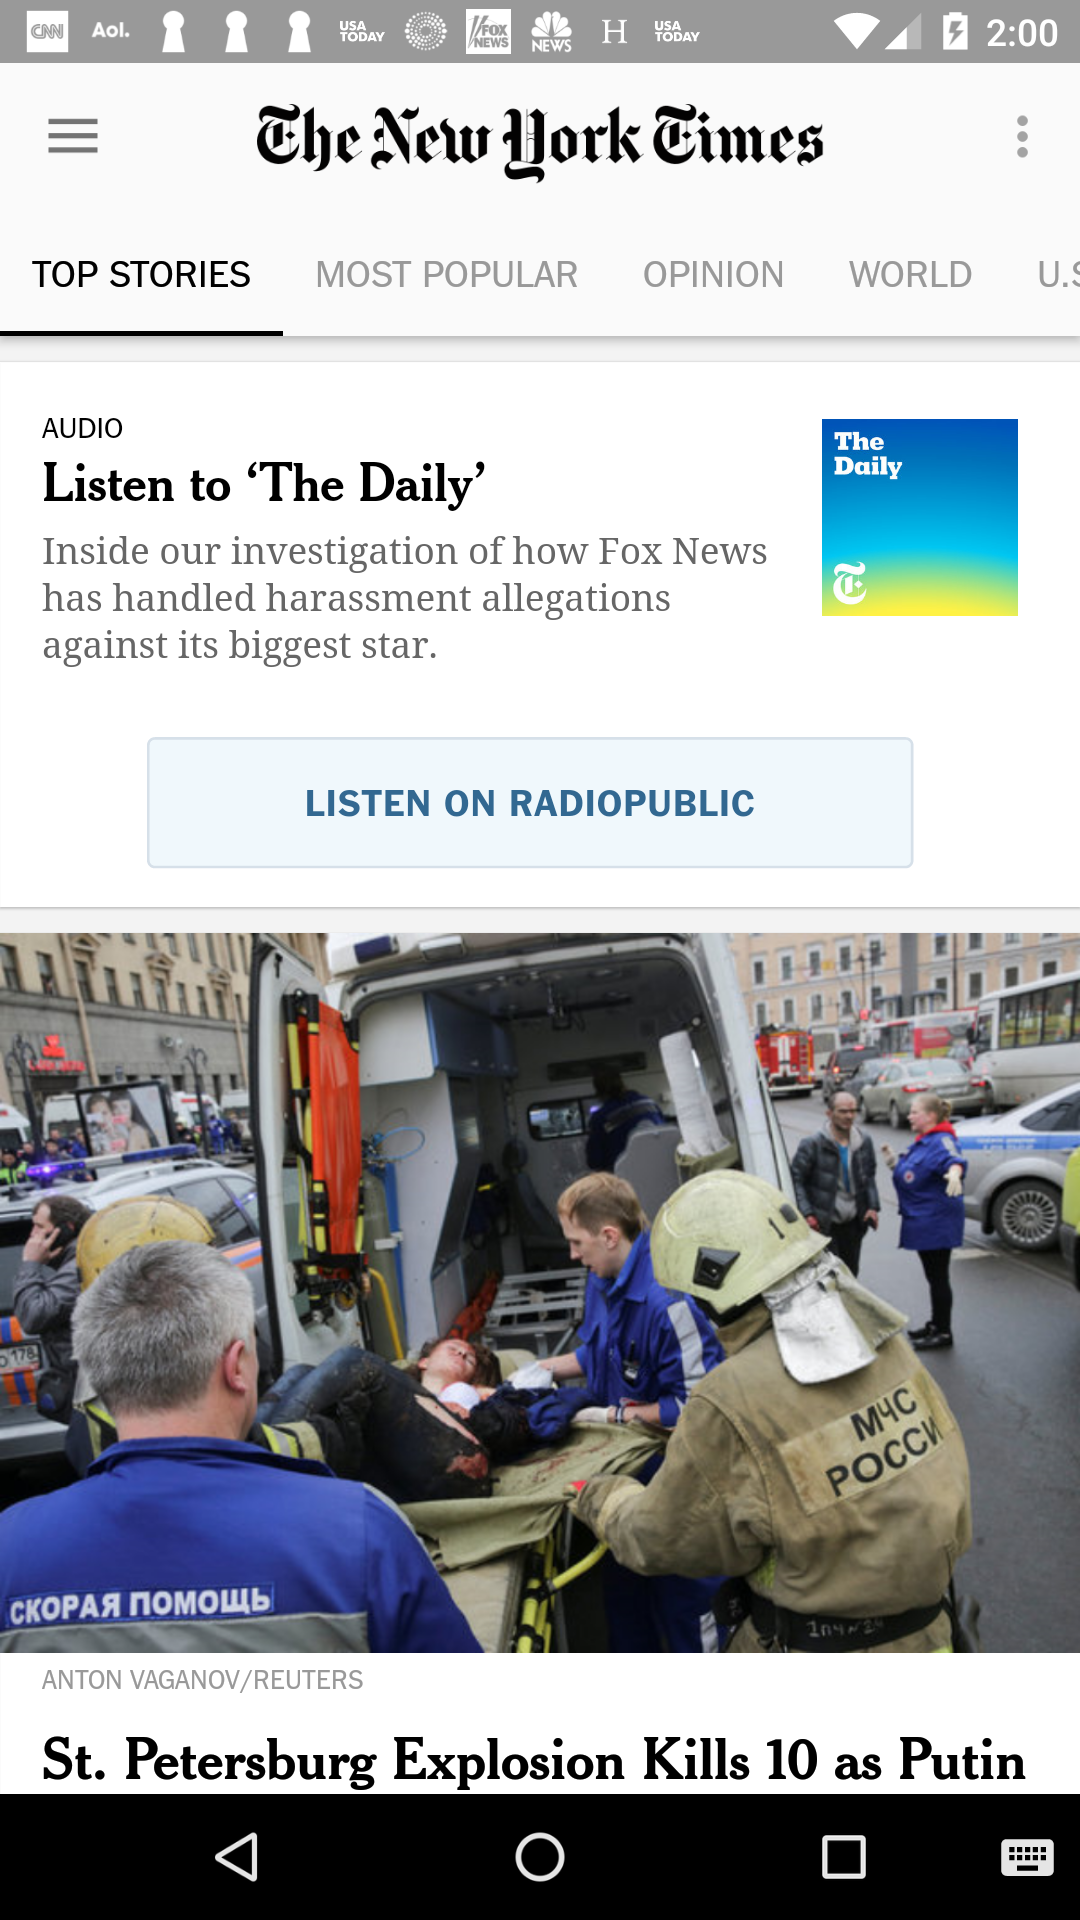 CNN Aol. USA TODAY FOX NEWS NEWS H USA TODAY 2:00
The New York Times
TOP STORIES MOST POPULAR OPINION WORLD U.S
AUDIO
Listen to ‘The Daily’
Inside our investigation of how Fox News
has handled harassment allegations
against its biggest star.
The
Daily
T
LISTEN ON RADIOPUBLIC
1
178
МЧС
РОССИ
СКОРАЯ ПОМОЩЬ
ANTON VAGANOV/REUTERS
St. Petersburg Explosion Kills 10 as Putin